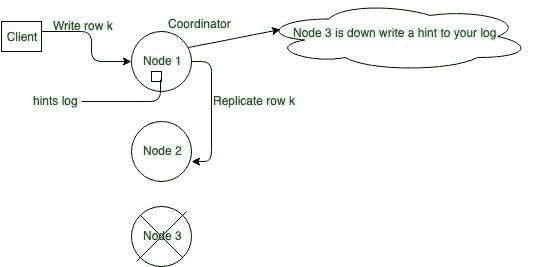 Client
Write row k
Coordinator
Node 3 is down write a hint to your log
Node 1
hints log
Replicate row k
Node 2
Node 3